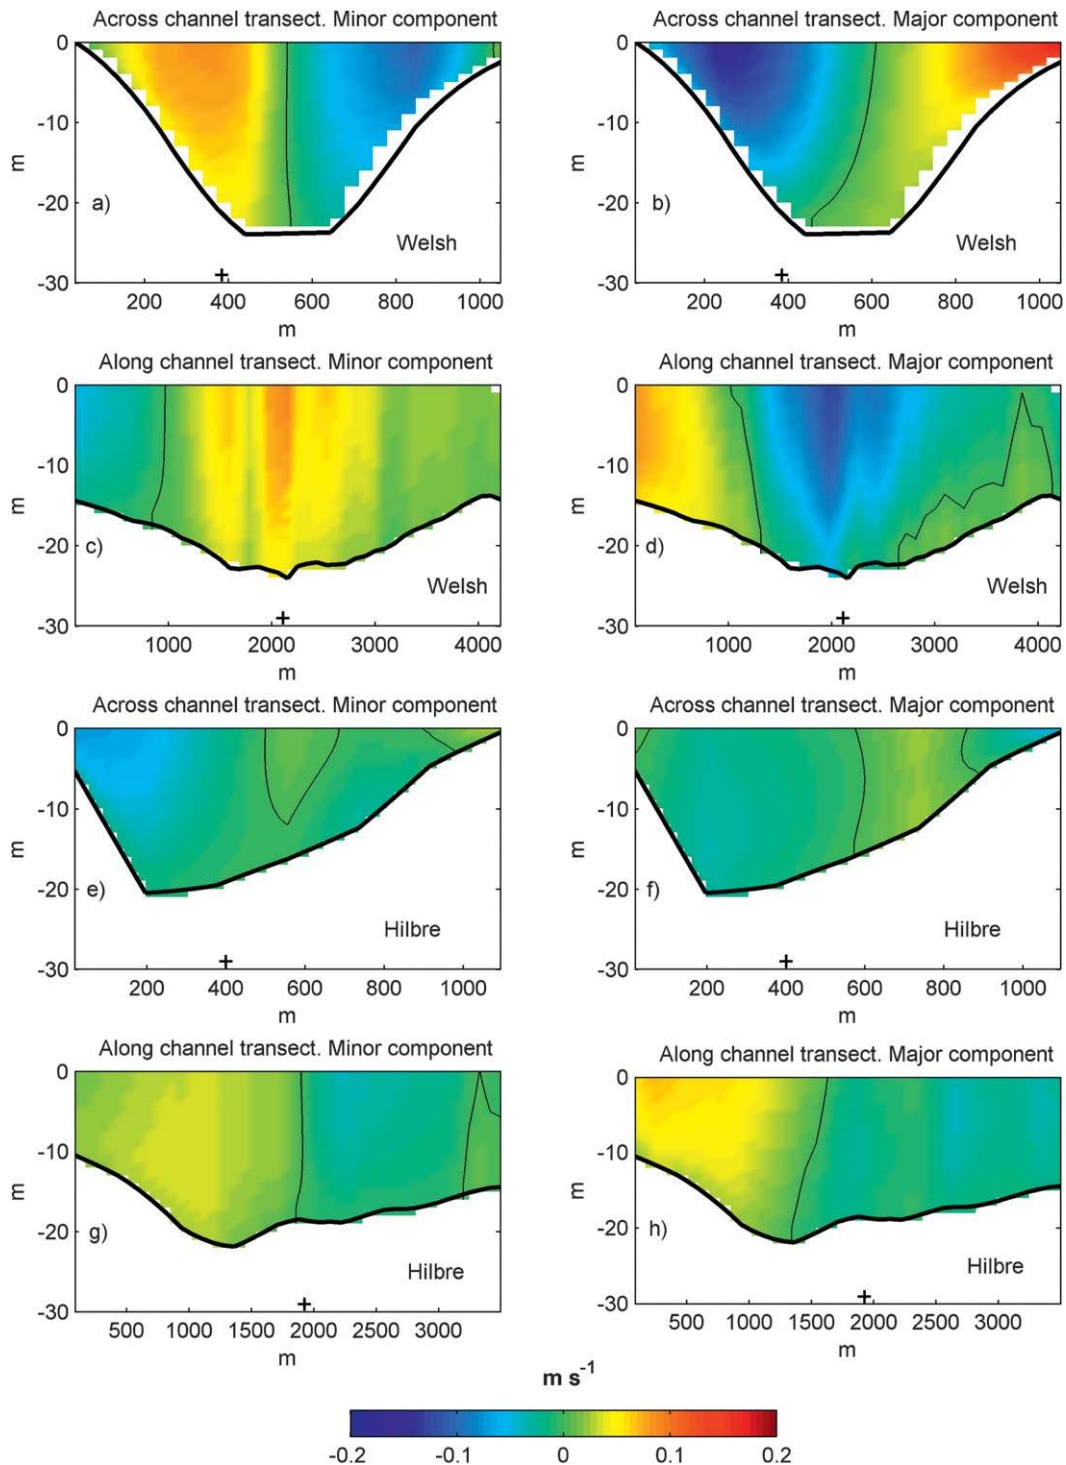 Across channel transect. Minor component
Across channel transect. Major component
0
-10
-20
-30
m
a)
Welsh
200 400 600 800 1000
m
0
-10
-20
-30
m
b)
Welsh
200 400 600 800 1000
m
Along channel transect. Minor component
Along channel transect. Major component
0
-10
-20
-30
m
c)
Welsh
1000 2000 3000 4000
m
0
-10
-20
-30
m
d)
Welsh
1000 2000 3000 4000
m
Across channel transect. Minor component
Across channel transect. Major component
0
-10
-20
-30
m
e)
Hilbre
200 400 600 800 1000
m
0
-10
-20
-30
m
f)
Hilbre
200 400 600 800 1000
m
Along channel transect. Minor component
Along channel transect. Major component
0
-10
-20
-30
m
g)
Hilbre
500 1000 1500 2000 2500 3000
m
0
-10
-20
-30
m
h)
Hilbre
500 1000 1500 2000 2500 3000
m
m s-1
-0.2 -0.1 0 0.1 0.2